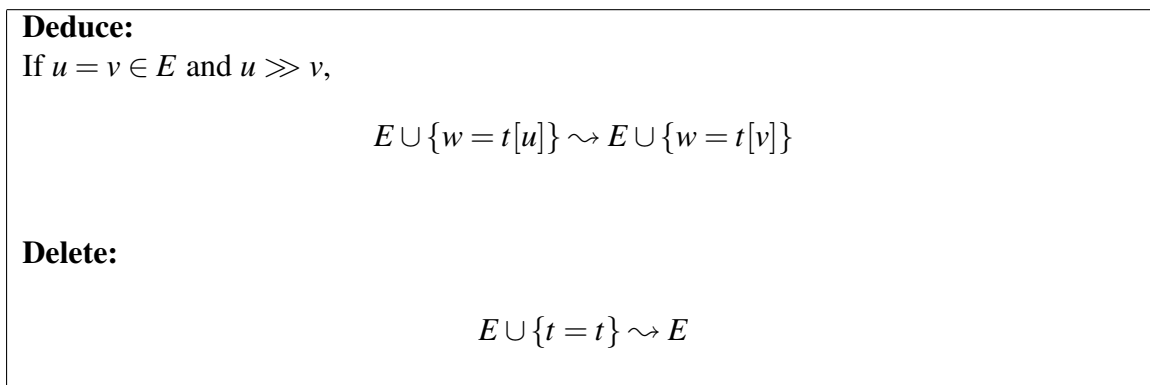 Deduce:
If u = v ∈ E and u ≫ v,
E ∪ {w = t[u]} ⇝ E ∪ {w = t[v]}
Delete:
E ∪ {t = t} ⇝ E